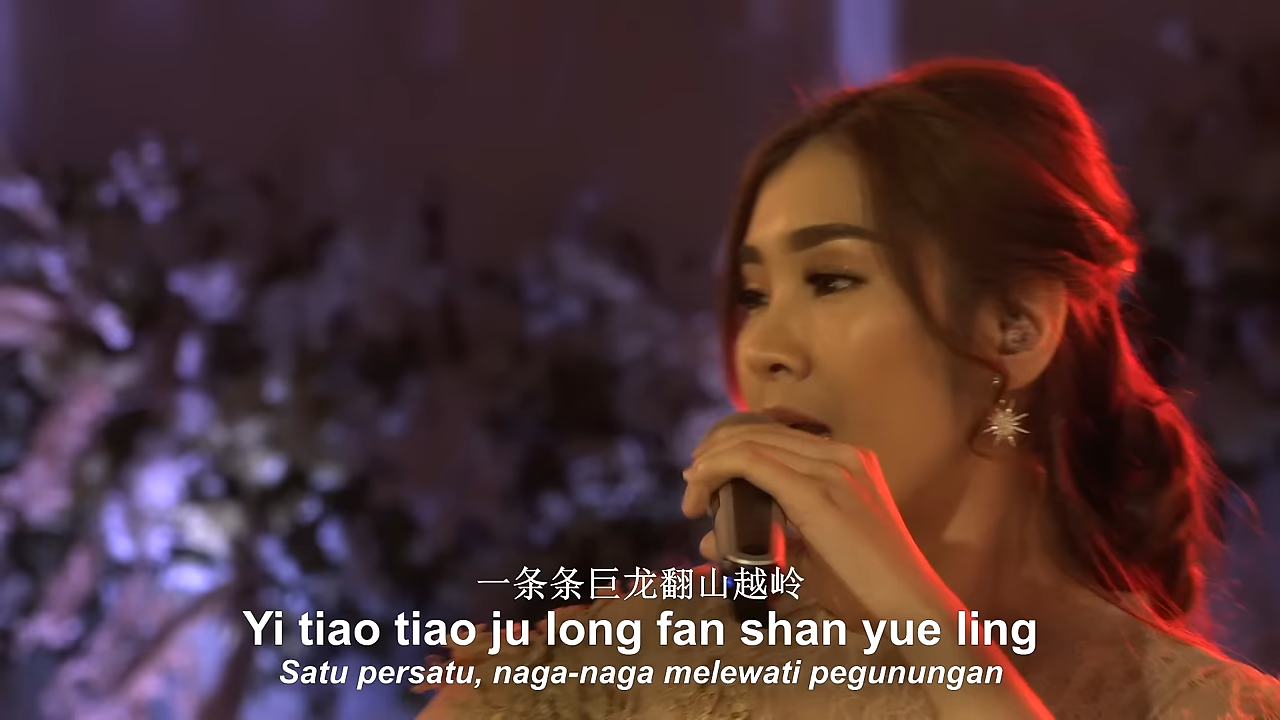 一条条巨龙翻山越岭
Yi tiao tiao ju long fan shan yue ling
Satu persatu, naga-naga melewati pegunungan